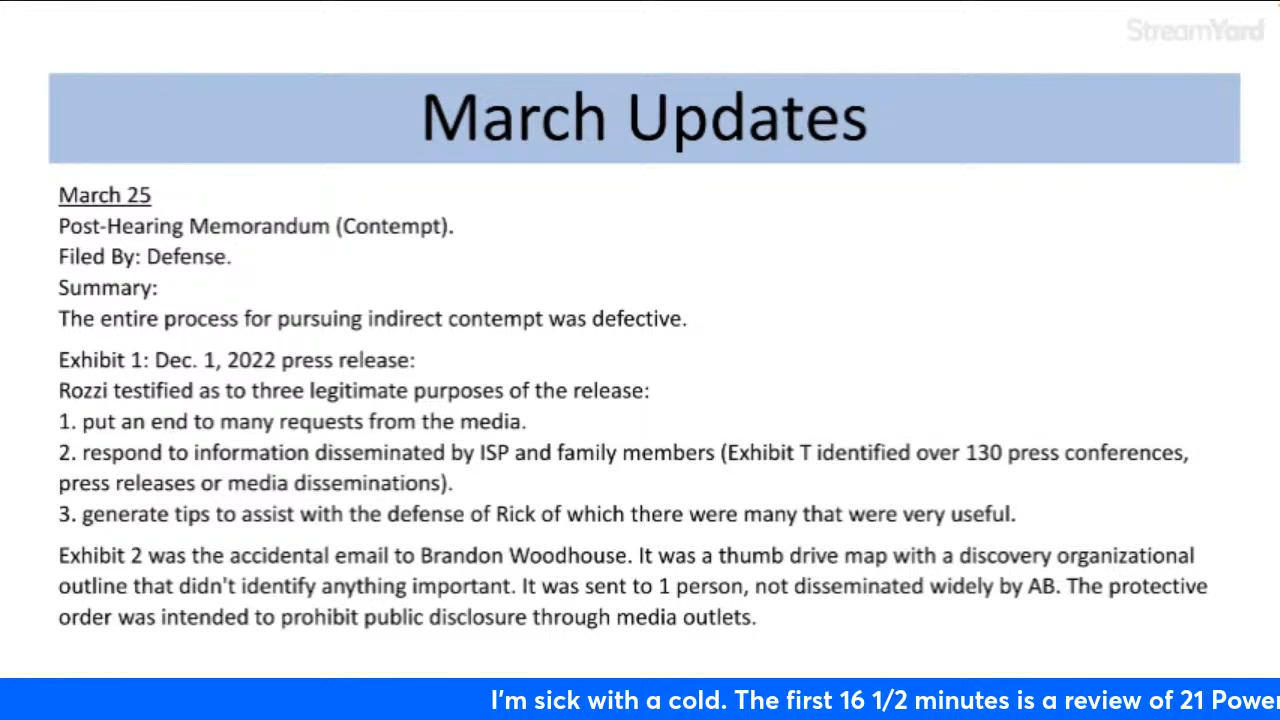 StreamYard
March Updates
March 25
Post-Hearing Memorandum (Contempt).
Filed By: Defense.
Summary:
The entire process for pursuing indirect contempt was defective.
Exhibit 1: Dec. 1, 2022 press release:
Rozzi testified as to three legitimate purposes of the release:
1. put an end to many requests from the media.
2. respond to information disseminated by ISP and family members (Exhibit T identified over 130 press conferences,
press releases or media disseminations).
3. generate tips to assist with the defense of Rick of which there were many that were very useful.
Exhibit 2 was the accidental email to Brandon Woodhouse. It was a thumb drive map with a discovery organizational
outline that didn't identify anything important. It was sent to 1 person, not disseminated widely by AB. The protective
order was intended to prohibit public disclosure through media outlets.
I'm sick with a cold. The first 16 1/2 minutes is a review of 21 Power